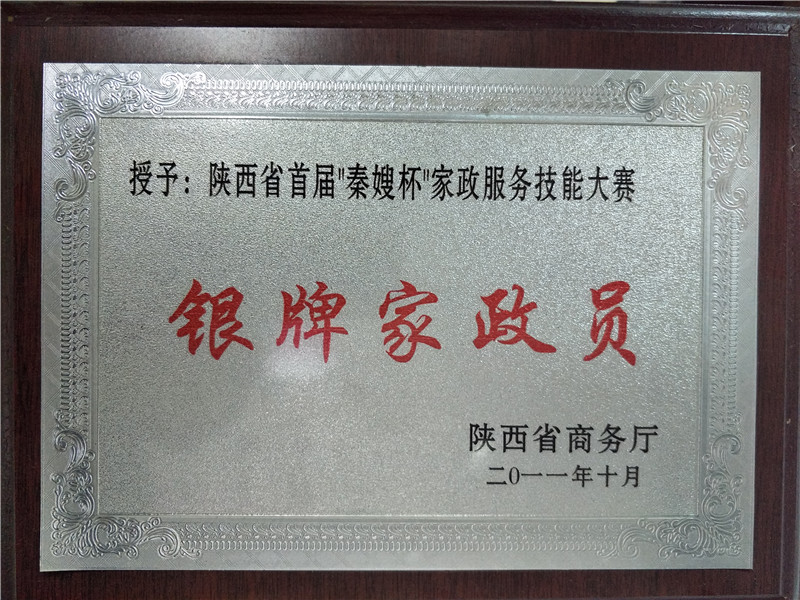 授予：陕西省首届"秦嫂杯"家政服务技能大赛
银牌家政员
陕西省商务厅
二0一一年十月